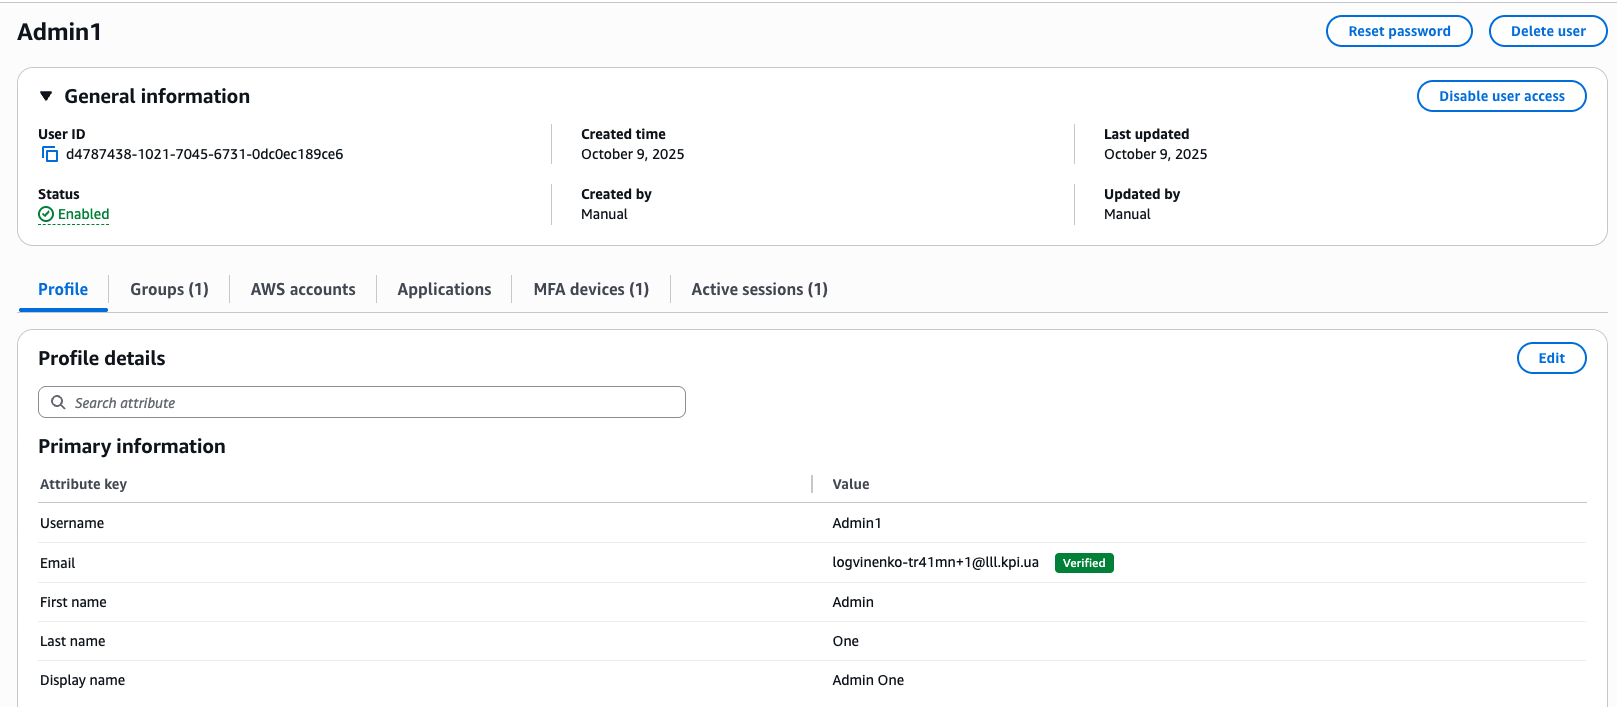 Admin1
Reset password
Delete user
General information
Disable user access
User ID
Created time
Last updated
d4787438-1021-7045-6731-0dc0ec189ce6
October 9, 2025
October 9, 2025
Status
Created by
Updated by
Enabled
Manual
Manual
Profile
Groups (1)
AWS accounts
Applications
MFA devices (1)
Active sessions (1)
Profile details
Edit
Search attribute
Primary information
Attribute key
Value
Username
Admin1
Email
logvinenko-tr41mn+1@lll.kpi.ua
Verified
First name
Admin
Last name
One
Display name
Admin One